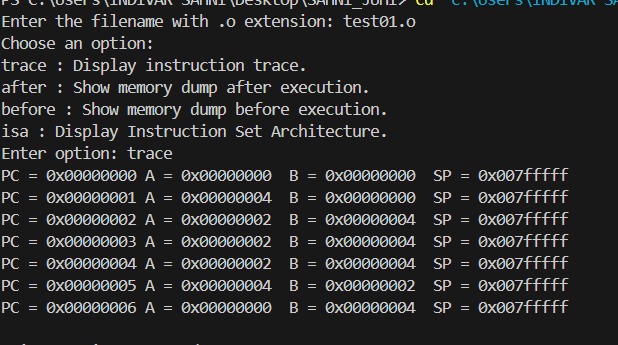 PS C:\Users\INDIVAR SAHNI\Desktop\SAHNI_Juhi> cd "c:\Users\INDIVAR SA
Enter the filename with .o extension: test01.o
Choose an option:
trace : Display instruction trace.
after : Show memory dump after execution.
before : Show memory dump before execution.
isa : Display Instruction Set Architecture.
Enter option: trace
PC = 0x00000000 A = 0x00000000  B = 0x00000000  SP = 0x007fffff
PC = 0x00000001 A = 0x00000004  B = 0x00000000  SP = 0x007fffff
PC = 0x00000002 A = 0x00000002  B = 0x00000004  SP = 0x007fffff
PC = 0x00000003 A = 0x00000002  B = 0x00000004  SP = 0x007fffff
PC = 0x00000004 A = 0x00000002  B = 0x00000004  SP = 0x007fffff
PC = 0x00000005 A = 0x00000004  B = 0x00000002  SP = 0x007fffff
PC = 0x00000006 A = 0x00000000  B = 0x00000004  SP = 0x007fffff